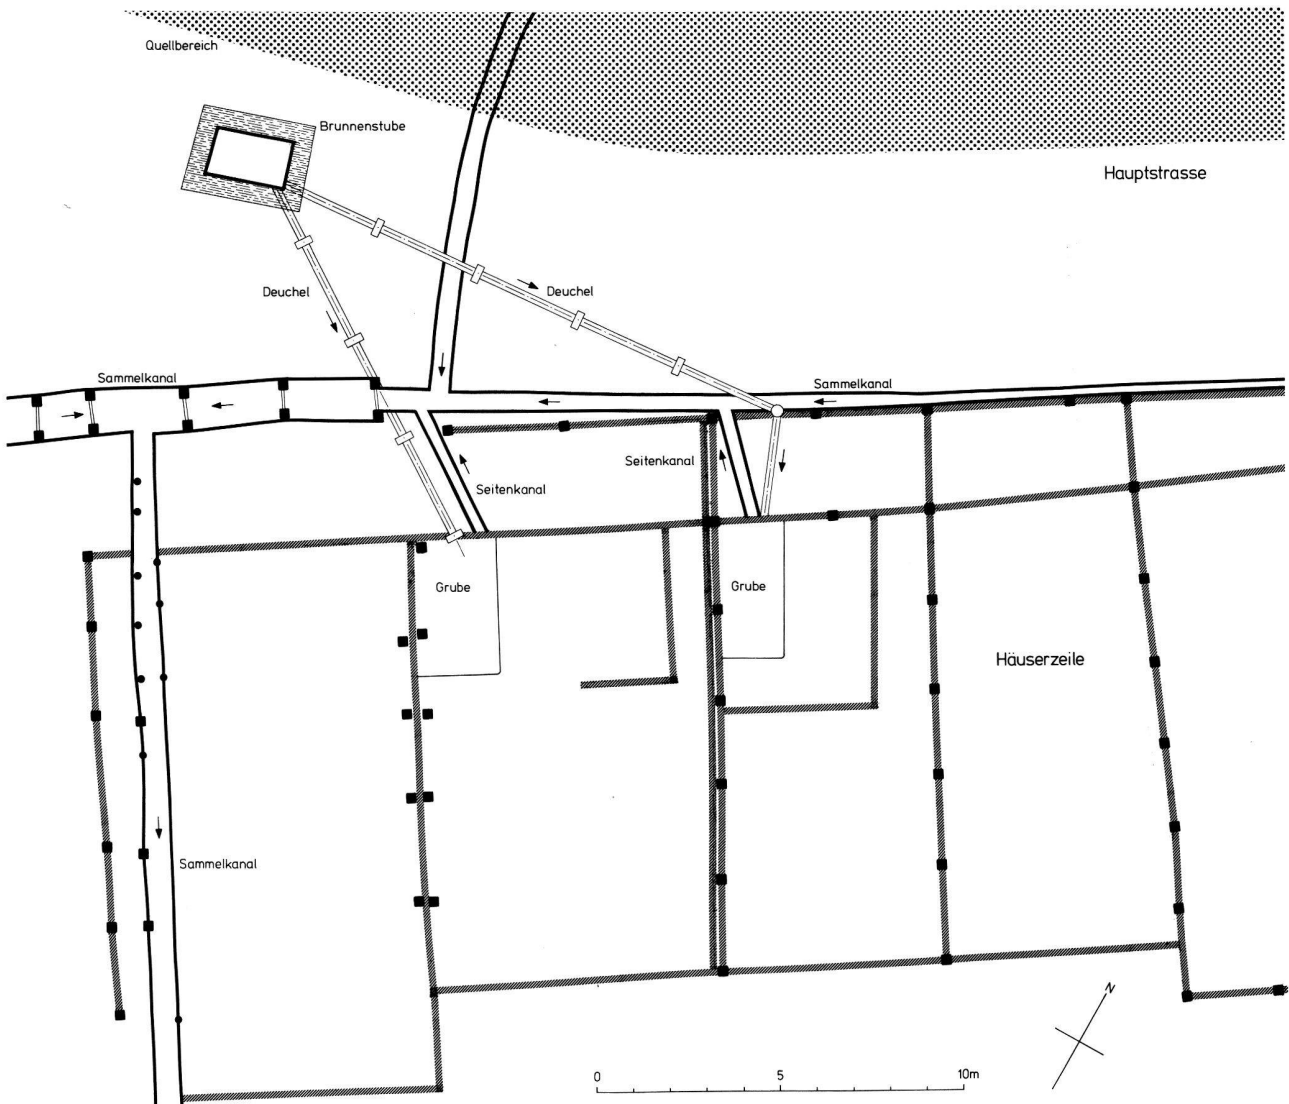 Quellbereich
Brunnenstube
Hauptstrasse
Deuchel
Deuchel
Sammelkanal
Sammelkanal
Seitenkanal
Seitenkanal
Grube
Grube
Häuserzeile
Sammelkanal
N
0 5 10m